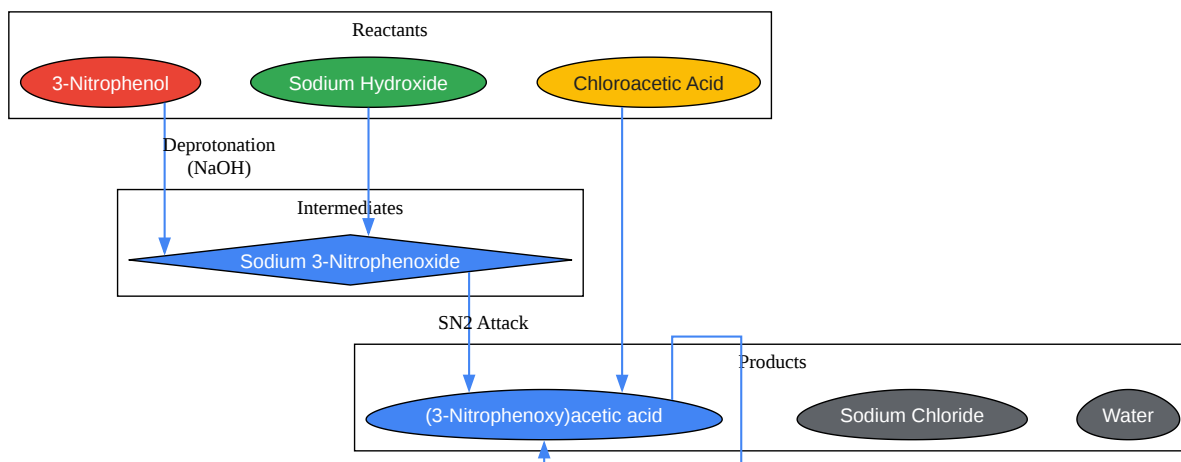 Reactants
3-Nitrophenol
Sodium Hydroxide
Chloroacetic Acid
Deprotonation
(NaOH)
Intermediates
Sodium 3-Nitrophenoxide
SN2 Attack
Products
(3-Nitrophenoxy)acetic acid
Sodium Chloride
Water